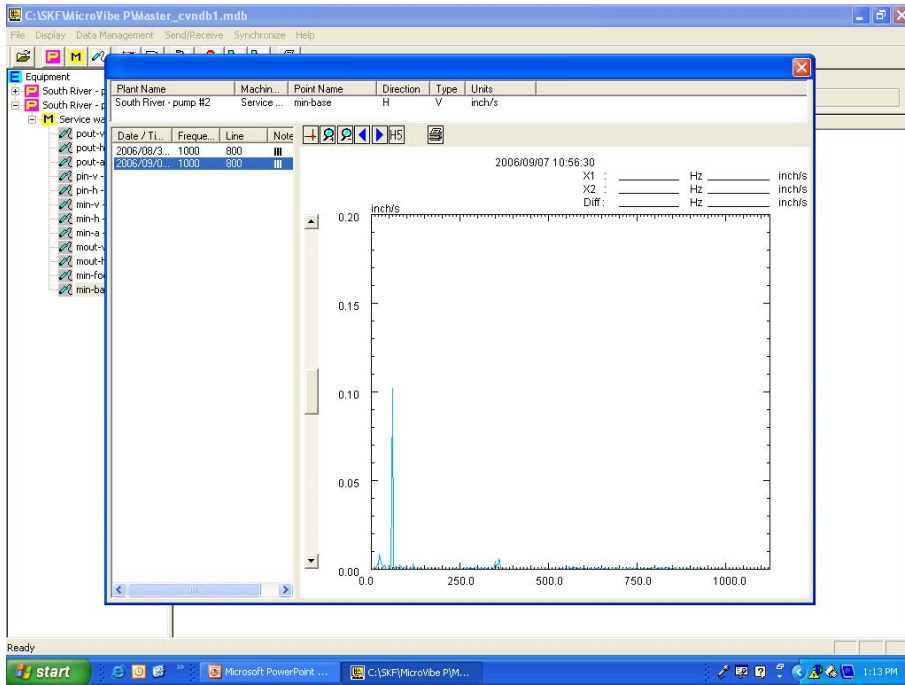 C:\SKF\MicroVibe P\Master_cvndb1.mdb
File Display Data Management Send/Receive Synchronize Help
Equipment
South River - p
South River - p
Service wa
pout-v
pout-h
pout-a
pin-v -
pin-h -
min-v -
min-h -
min-a -
mout-v
mout-h
min-foo
min-ba
Plant Name Machin... Point Name Direction Type Units
South River - pump #2 Service ... min-base H V inch/s
Date / Ti... Freque... Line Note
2006/08/3... 1000 800
2006/09/0... 1000 800
H5
2006/09/07 10:56:30
X1 : Hz inch/s
X2 : Hz inch/s
Diff : Hz inch/s
inch/s
0.20
0.15
0.10
0.05
0.00
0.0 250.0 500.0 750.0 1000.0
Ready
start Microsoft PowerPoint ... C:\SKF\MicroVibe P\M... 1:13 PM